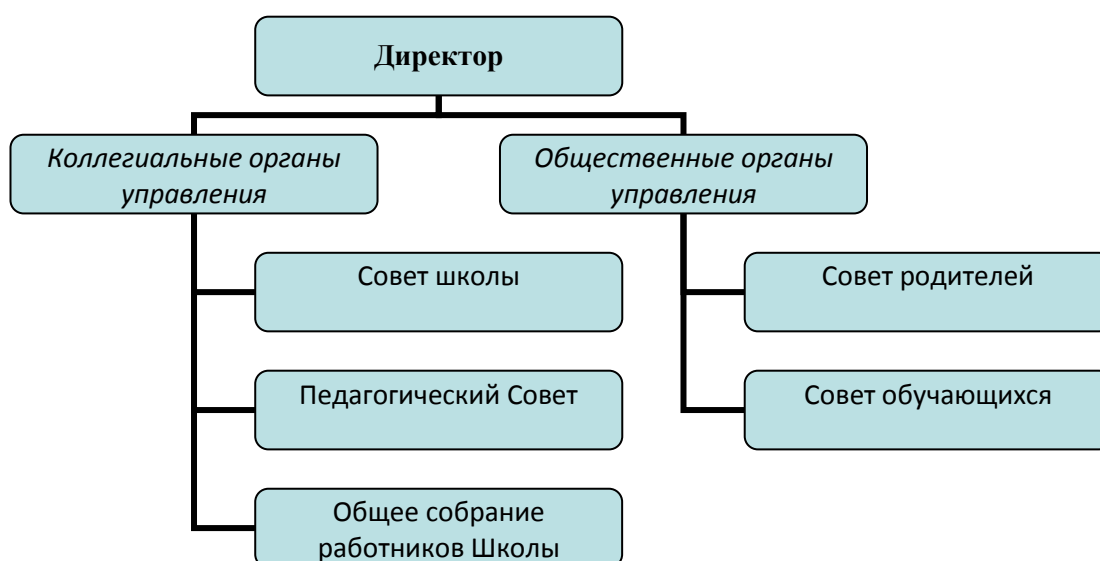 Директор
Коллегиальные органы
управления
Общественные органы
управления
Совет школы
Совет родителей
Педагогический Совет
Совет обучающихся
Общее собрание
работников Школы